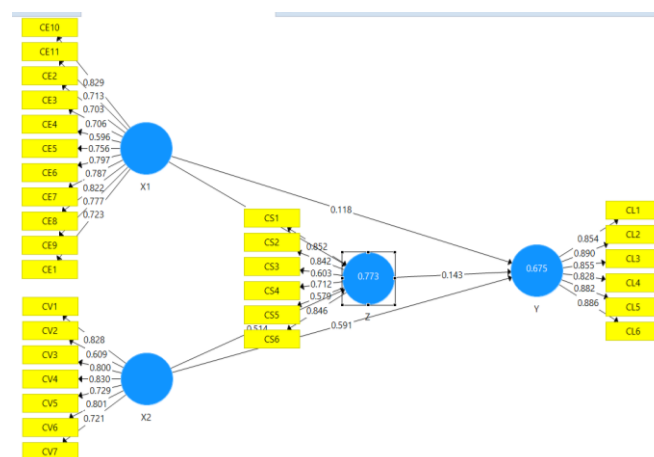 CE10
CE11
CE2
CE3
CE4
CE5
CE6
CE7
CE8
CE9
CE1
0.829
0.713
0.703
0.706
0.596
0.756
0.797
0.787
0.822
0.777
0.723
X1
CV1
CV2
CV3
CV4
CV5
CV6
CV7
0.828
0.609
0.800
0.830
0.729
0.801
0.721
X2
CS1
CS2
CS3
CS4
CS5
CS6
0.852
0.842
0.603
0.712
0.579
0.846
0.773
Z
0.514
0.118
0.143
0.591
0.675
Y
0.854
0.890
0.855
0.828
0.882
0.886
CL1
CL2
CL3
CL4
CL5
CL6